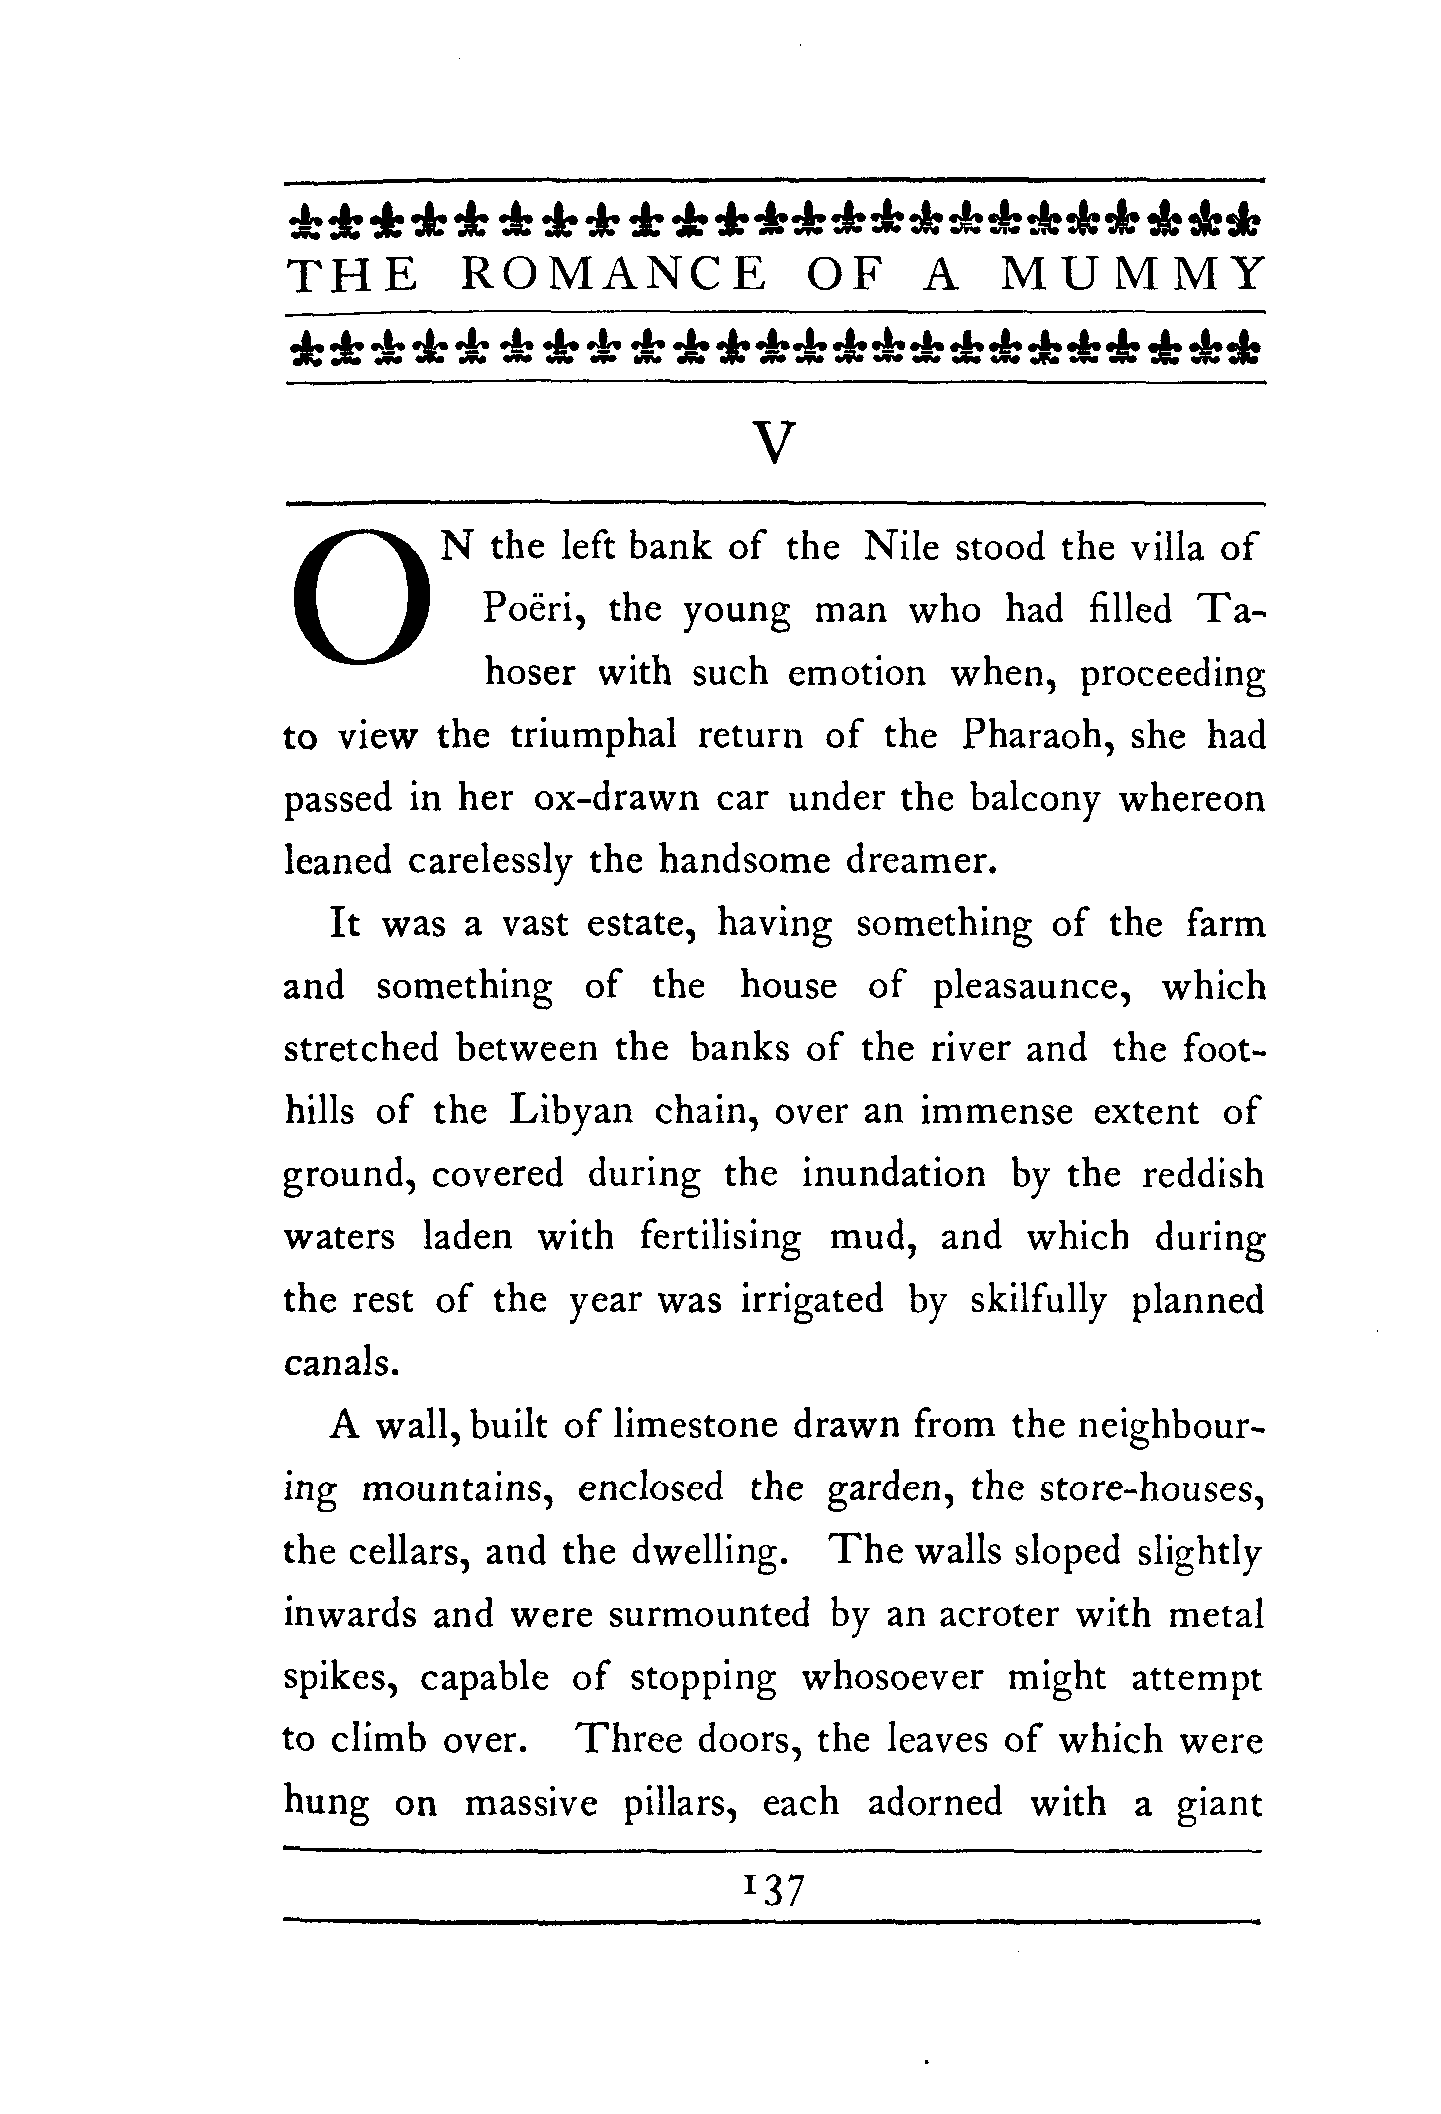 THE ROMANCE OF A MUMMY
V
ON the left bank of the Nile stood the villa of
Poëri, the young man who had filled Ta-
hoser with such emotion when, proceeding
to view the triumphal return of the Pharaoh, she had
passed in her ox-drawn car under the balcony whereon
leaned carelessly the handsome dreamer.
It was a vast estate, having something of the farm
and something of the house of pleasaunce, which
stretched between the banks of the river and the foot-
hills of the Libyan chain, over an immense extent of
ground, covered during the inundation by the reddish
waters laden with fertilising mud, and which during
the rest of the year was irrigated by skilfully planned
canals.
A wall, built of limestone drawn from the neighbour-
ing mountains, enclosed the garden, the store-houses,
the cellars, and the dwelling. The walls sloped slightly
inwards and were surmounted by an acroter with metal
spikes, capable of stopping whosoever might attempt
to climb over. Three doors, the leaves of which were
hung on massive pillars, each adorned with a giant
137